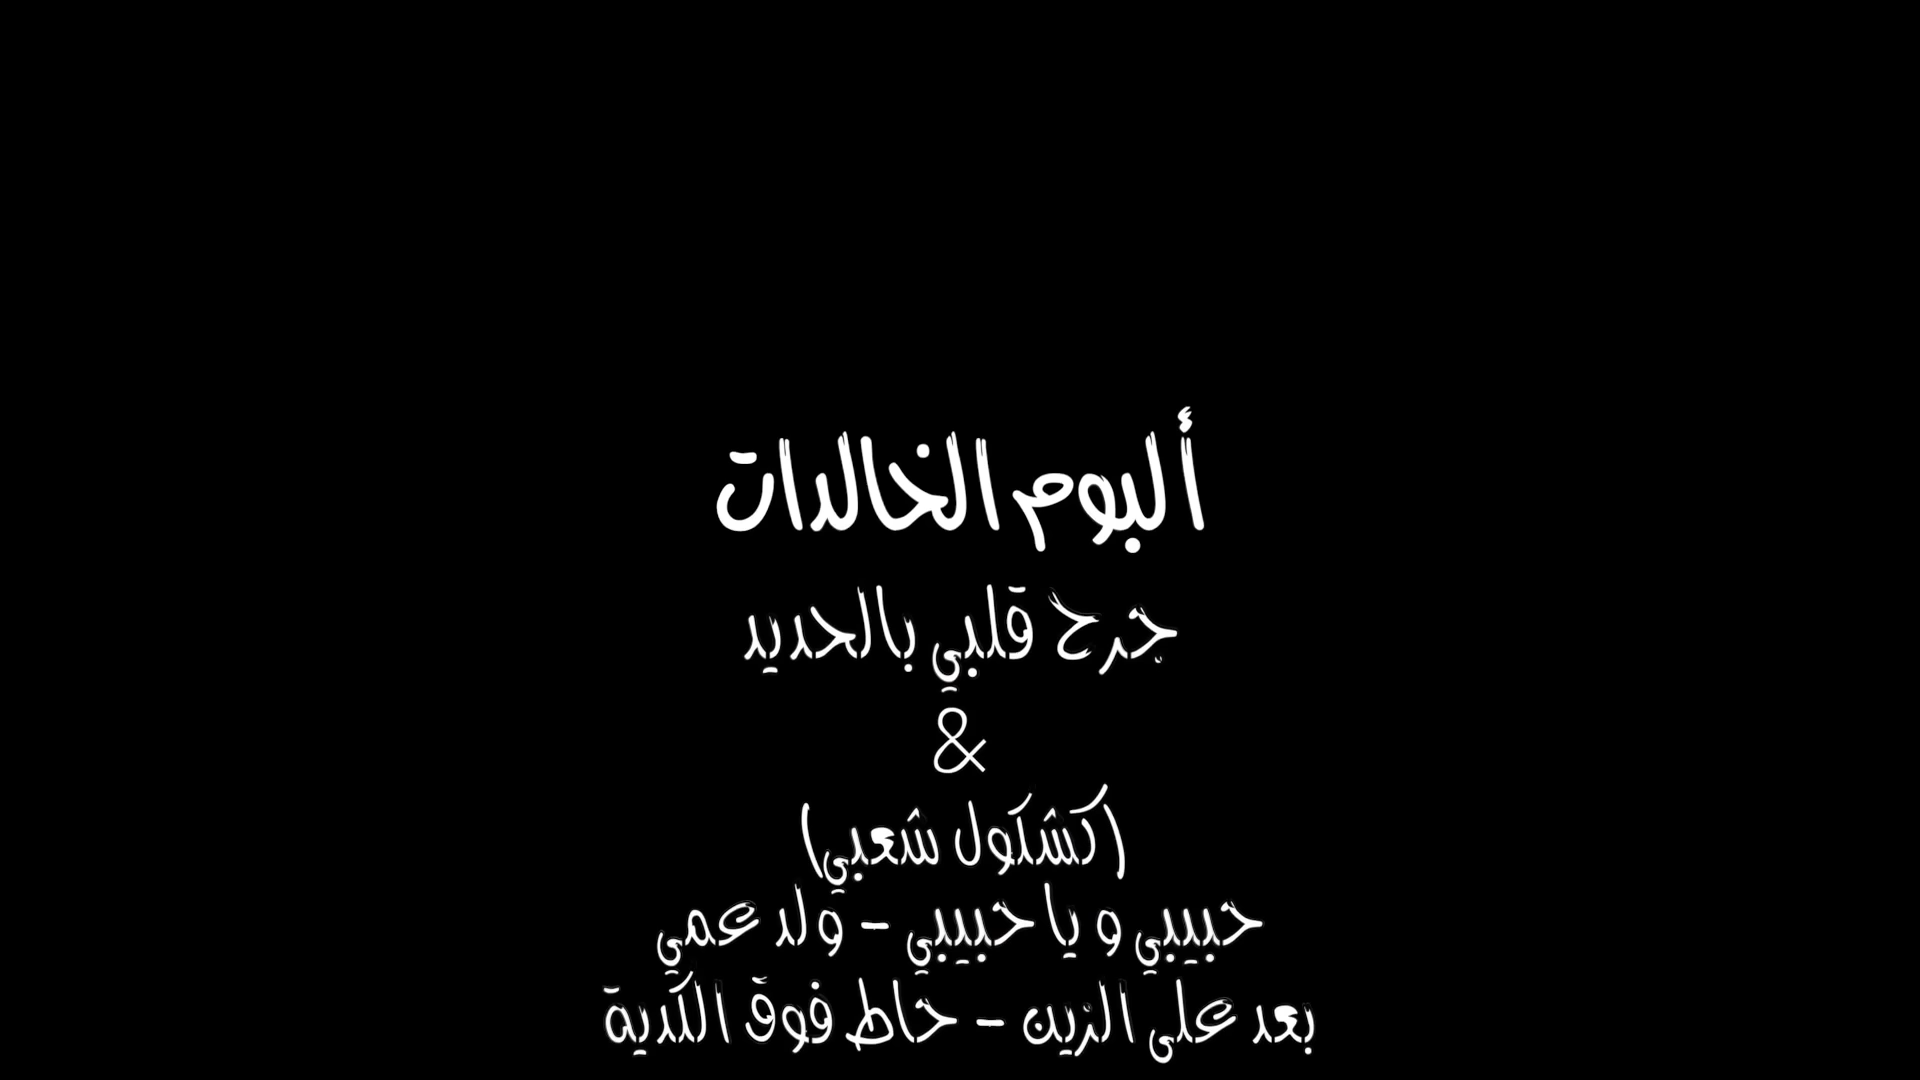 ألبوم الخالدات
جرح قلبي بالحديد
&
(كشكول شعبي)
حبيبي و يا حبيبي - ولد عمي
بعد على الزين - حاط فوق الكدية